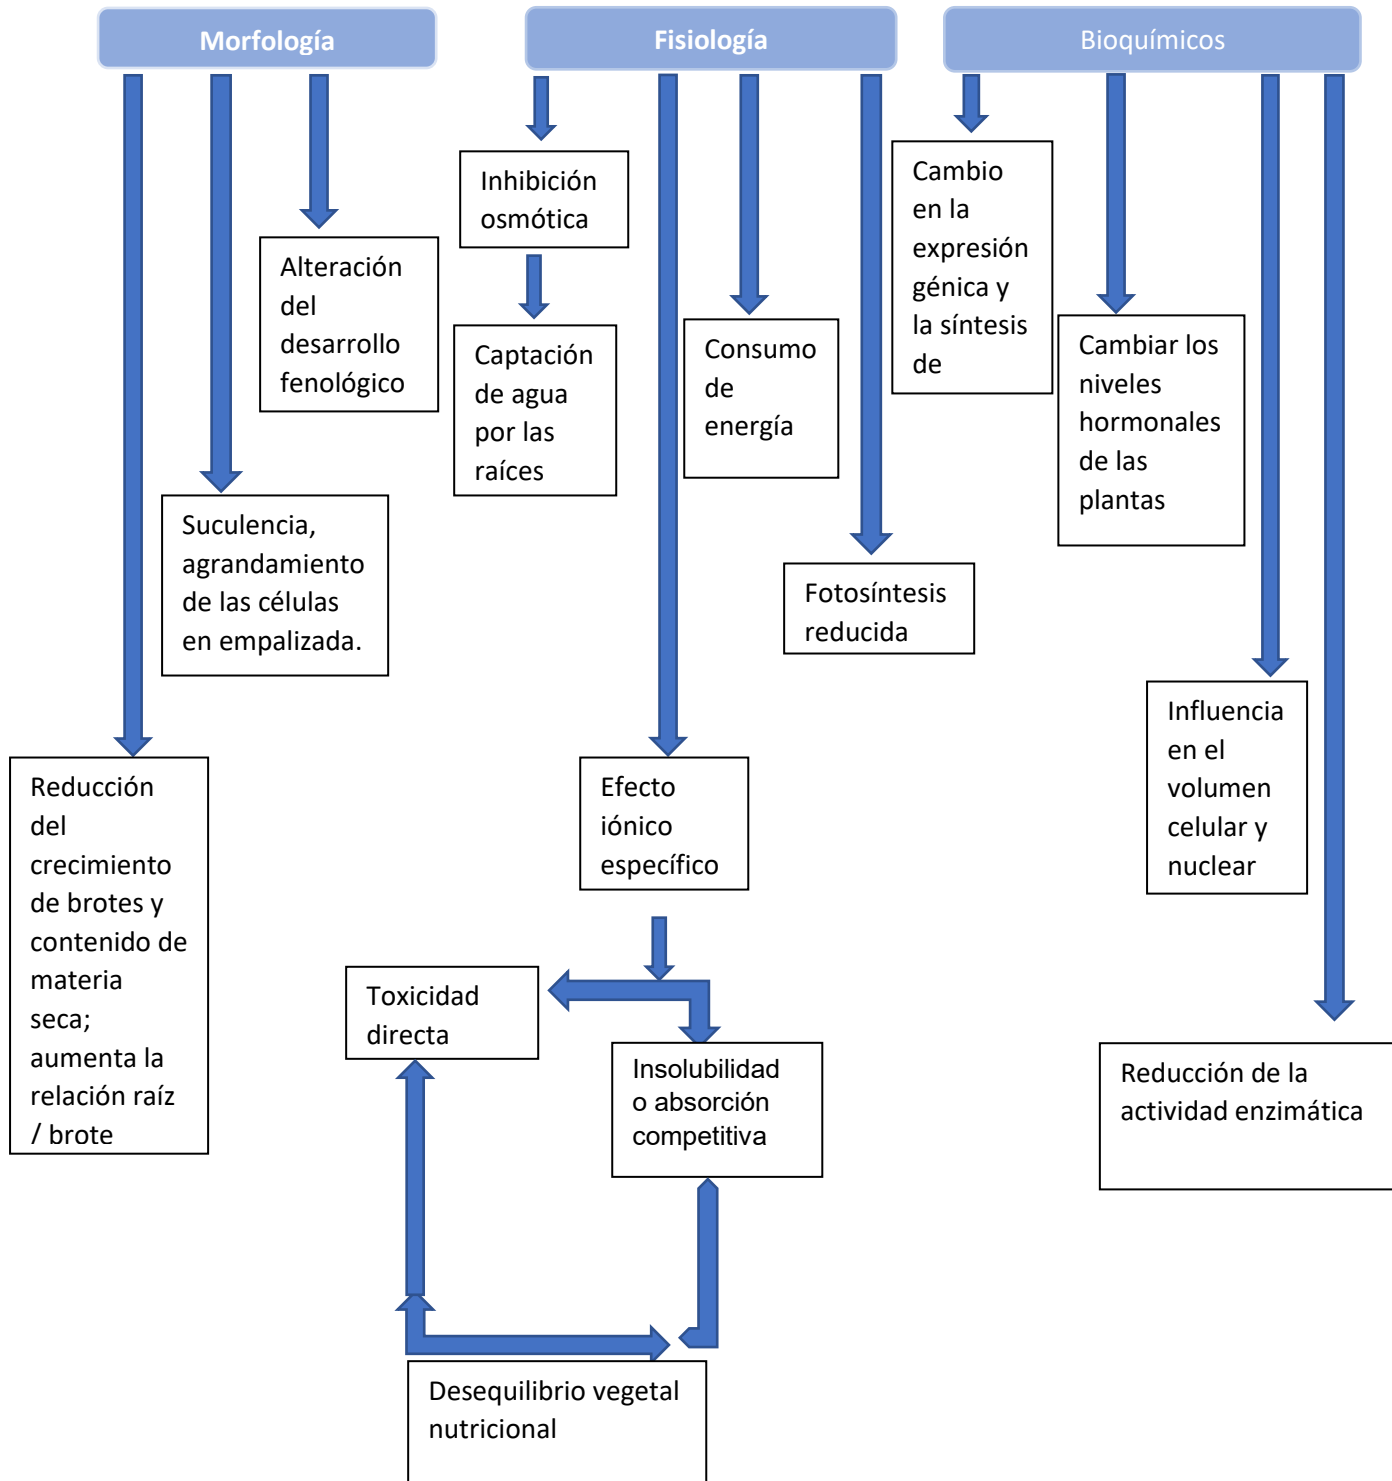 Morfología
Fisiología
Bioquímicos
Inhibición
osmótica
Cambio
en la
expresión
génica y
la síntesis
de
Alteración
del
desarrollo
fenológico
Captación
de agua
por las
raíces
Consumo
de
energía
Cambiar los
niveles
hormonales
de las
plantas
Suculencia,
agrandamiento
de las células
en empalizada.
Fotosíntesis
reducida
Influencia
en el
volumen
celular y
nuclear
Reducción
del
crecimiento
de brotes y
contenido de
materia
seca;
aumenta la
relación raíz
/ brote
Efecto
iónico
específico
Toxicidad
directa
Insolubilidad
o absorción
competitiva
Reducción de la
actividad enzimática
Desequilibrio vegetal
nutricional